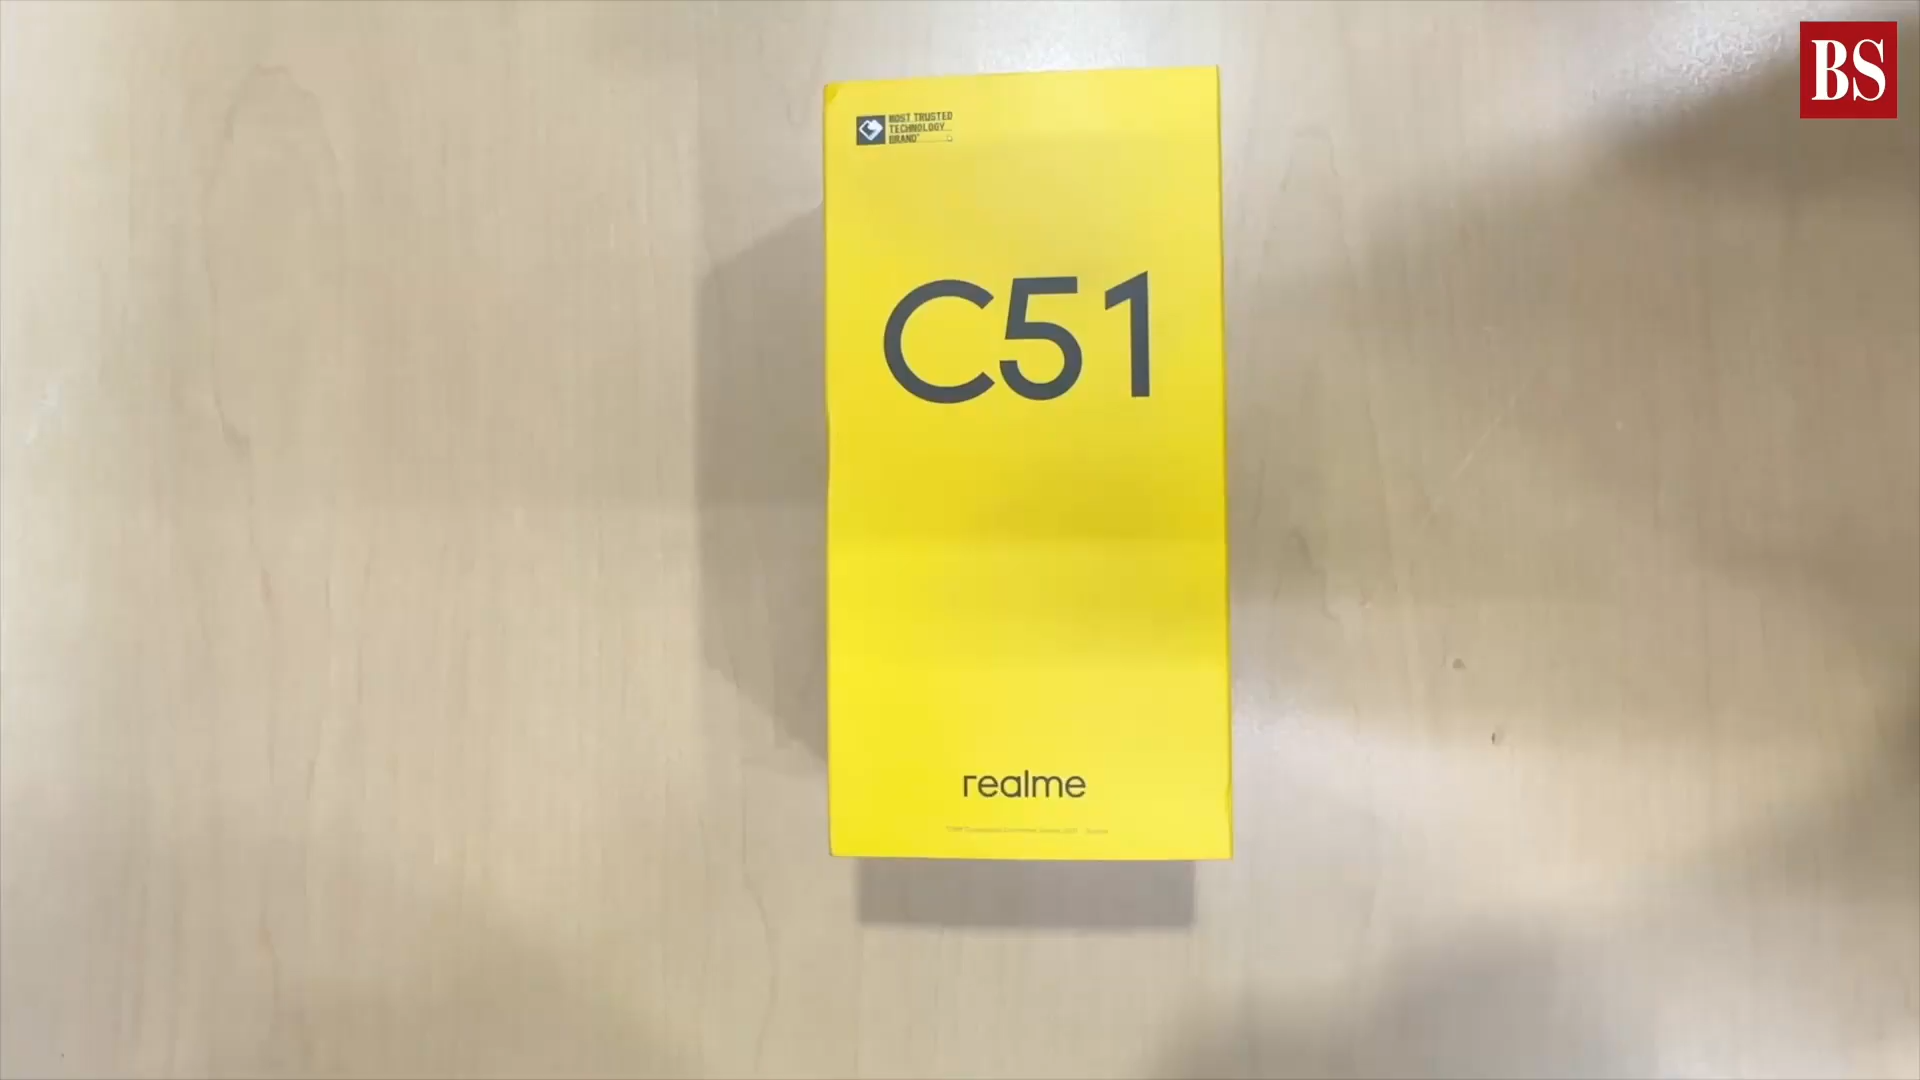 BS
MOST TRUSTED
TECHNOLOGY
BRAND*
C51
realme